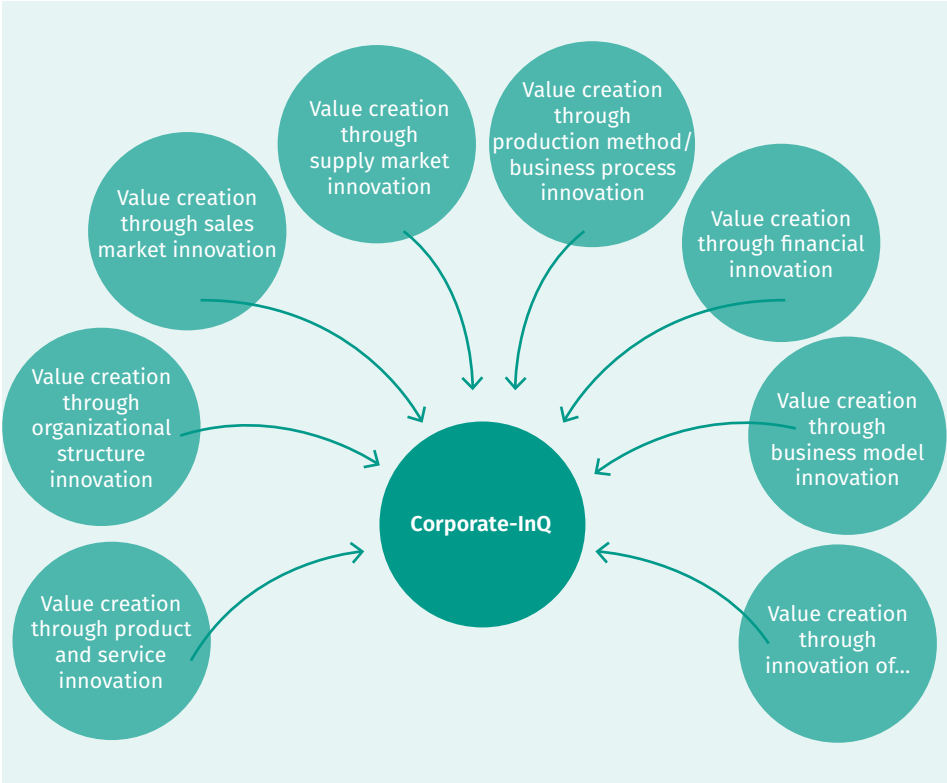 Value creation
through
supply market
innovation
Value creation
through
production method/
business process
innovation
Value creation
through sales
market innovation
Value creation
through financial
innovation
Value creation
through
organizational
structure
innovation
Value creation
through
business model
innovation
Corporate-InQ
Value creation
through product
and service
innovation
Value creation
through
innovation of...